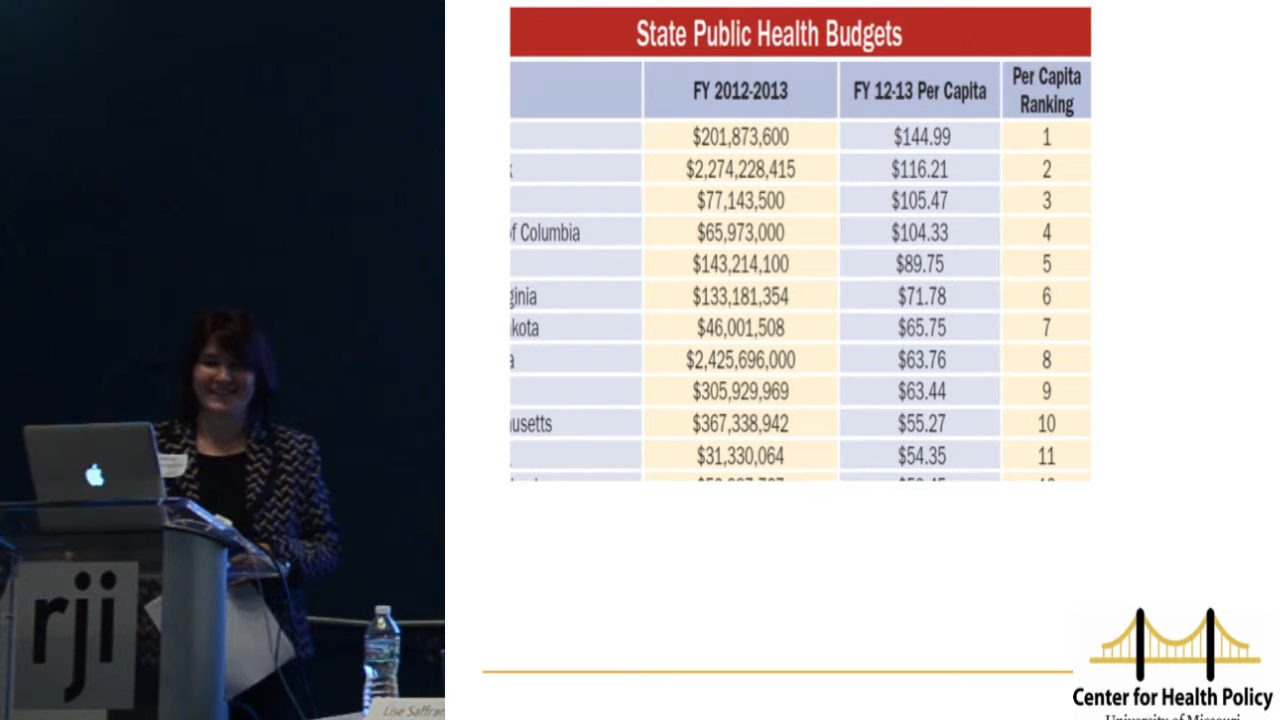 State Public Health Budgets
FY 2012-2013 FY 12-13 Per Capita Per Capita Ranking
$201,873,600 $144.99 1
k $2,274,228,415 $116.21 2
$77,143,500 $105.47 3
of Columbia $65,973,000 $104.33 4
$143,214,100 $89.75 5
ginia $133,181,354 $71.78 6
kota $46,001,508 $65.75 7
a $2,425,696,000 $63.76 8
$305,929,969 $63.44 9
usetts $367,338,942 $55.27 10
$31,330,064 $54.35 11
rji
Lise Saffran
Center for Health Policy
University of Missouri